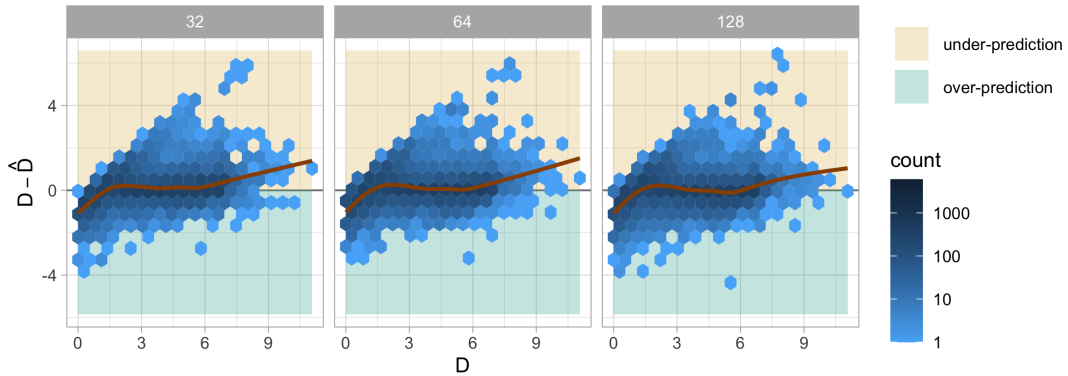 32 64 128
under-prediction
over-prediction
4
0
-4
D − D̂
count
1000
100
10
1
0 3 6 9 0 3 6 9 0 3 6 9
D